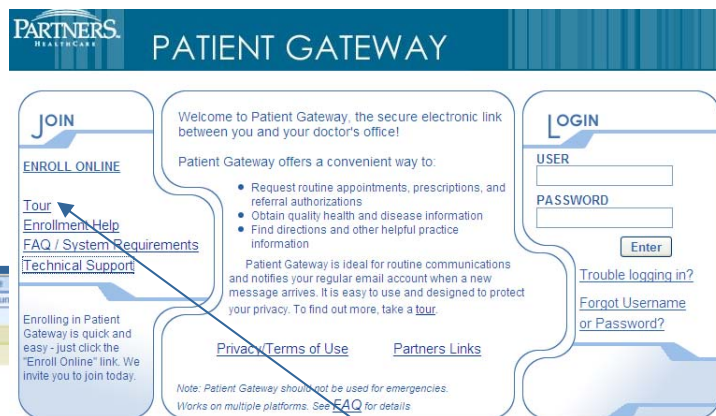 PARTNERS.
HEALTHCARE
PATIENT GATEWAY
JOIN
ENROLL ONLINE
Tour
Enrollment Help
FAQ / System Requirements
Technical Support
Enrolling in Patient
Gateway is quick and
easy - just click the
"Enroll Online" link. We
invite you to join today.
Welcome to Patient Gateway, the secure electronic link
between you and your doctor's office!
Patient Gateway offers a convenient way to:
• Request routine appointments, prescriptions, and
referral authorizations
• Obtain quality health and disease information
• Find directions and other helpful practice
information
Patient Gateway is ideal for routine communications
and notifies your regular email account when a new
message arrives. It is easy to use and designed to protect
your privacy. To find out more, take a tour.
Privacy/Terms of Use
Partners Links
Note: Patient Gateway should not be used for emergencies.
Works on multiple platforms. See FAQ for details
LOGIN
USER
PASSWORD
Enter
Trouble logging in?
Forgot Username
or Password?